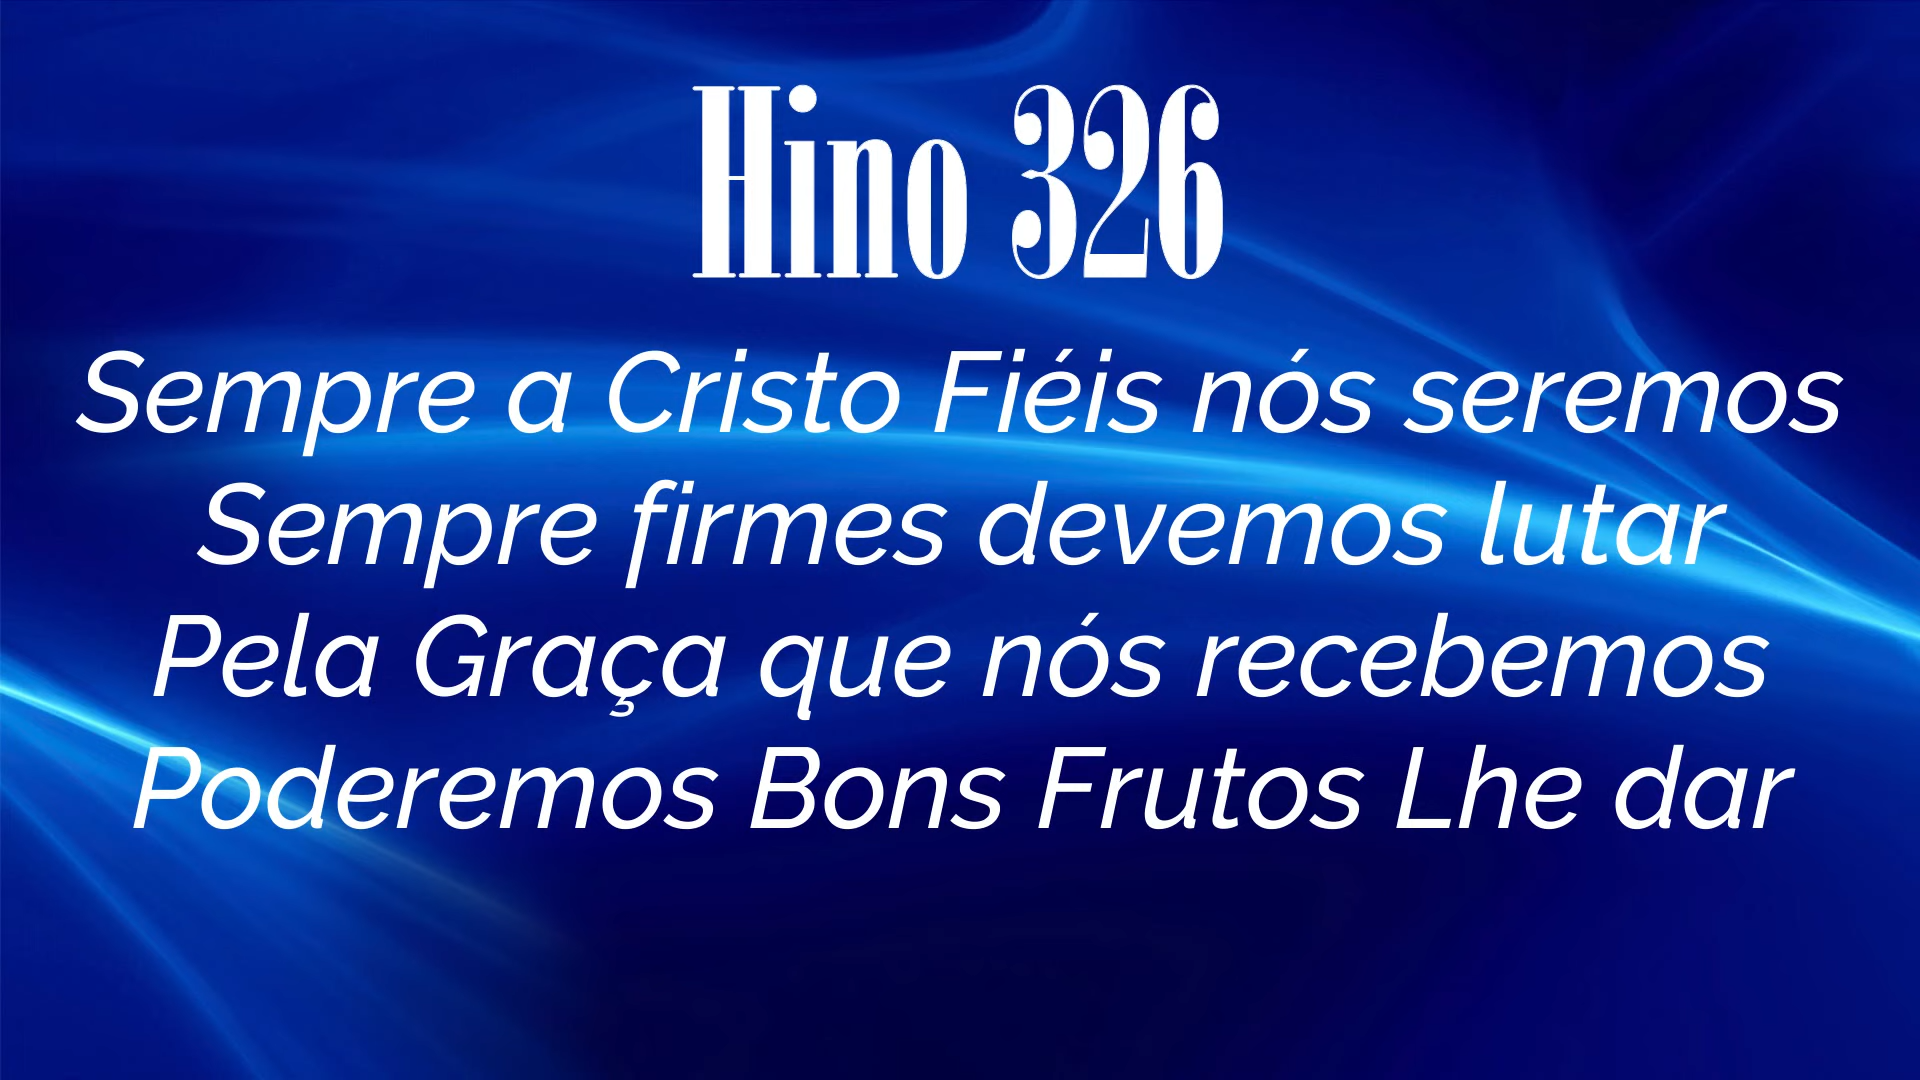 Hino 326
Sempre a Cristo Fiéis nós seremos
Sempre firmes devemos lutar
Pela Graça que nós recebemos
Poderemos Bons Frutos Lhe dar